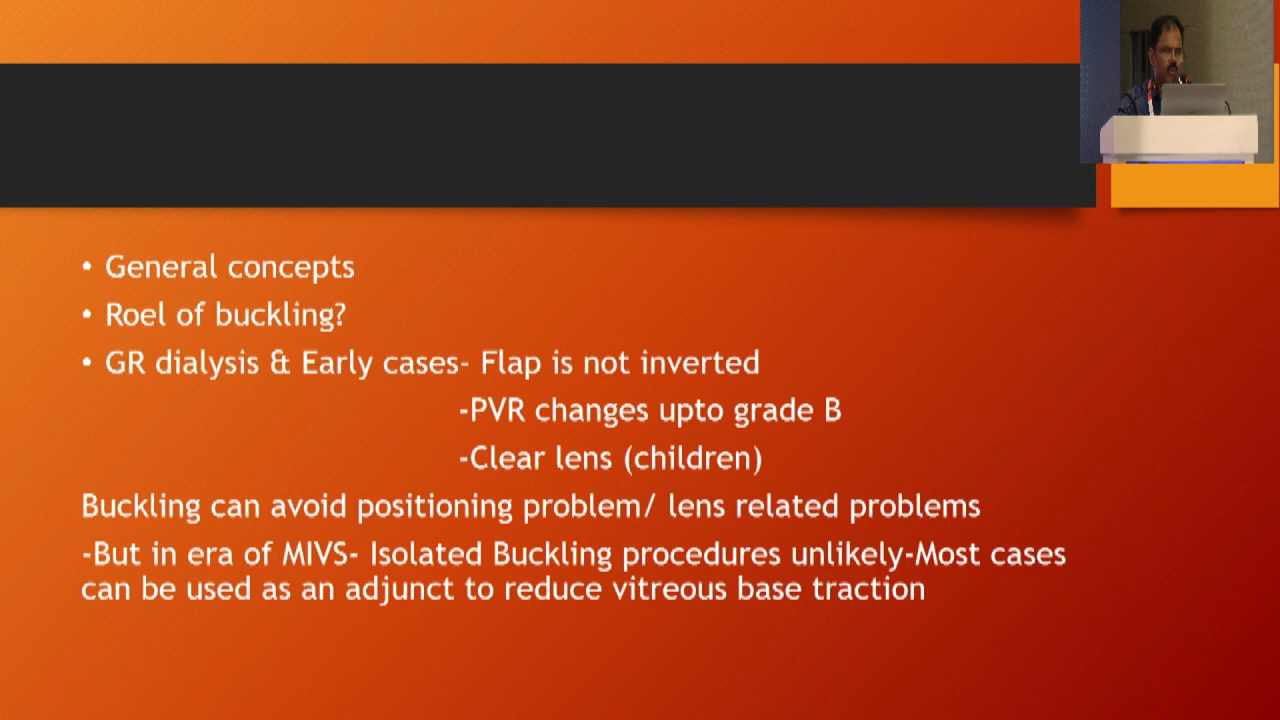 • General concepts
• Roel of buckling?
• GR dialysis & Early cases- Flap is not inverted
-PVR changes upto grade B
-Clear lens (children)
Buckling can avoid positioning problem/ lens related problems
-But in era of MIVS- Isolated Buckling procedures unlikely-Most cases
can be used as an adjunct to reduce vitreous base traction